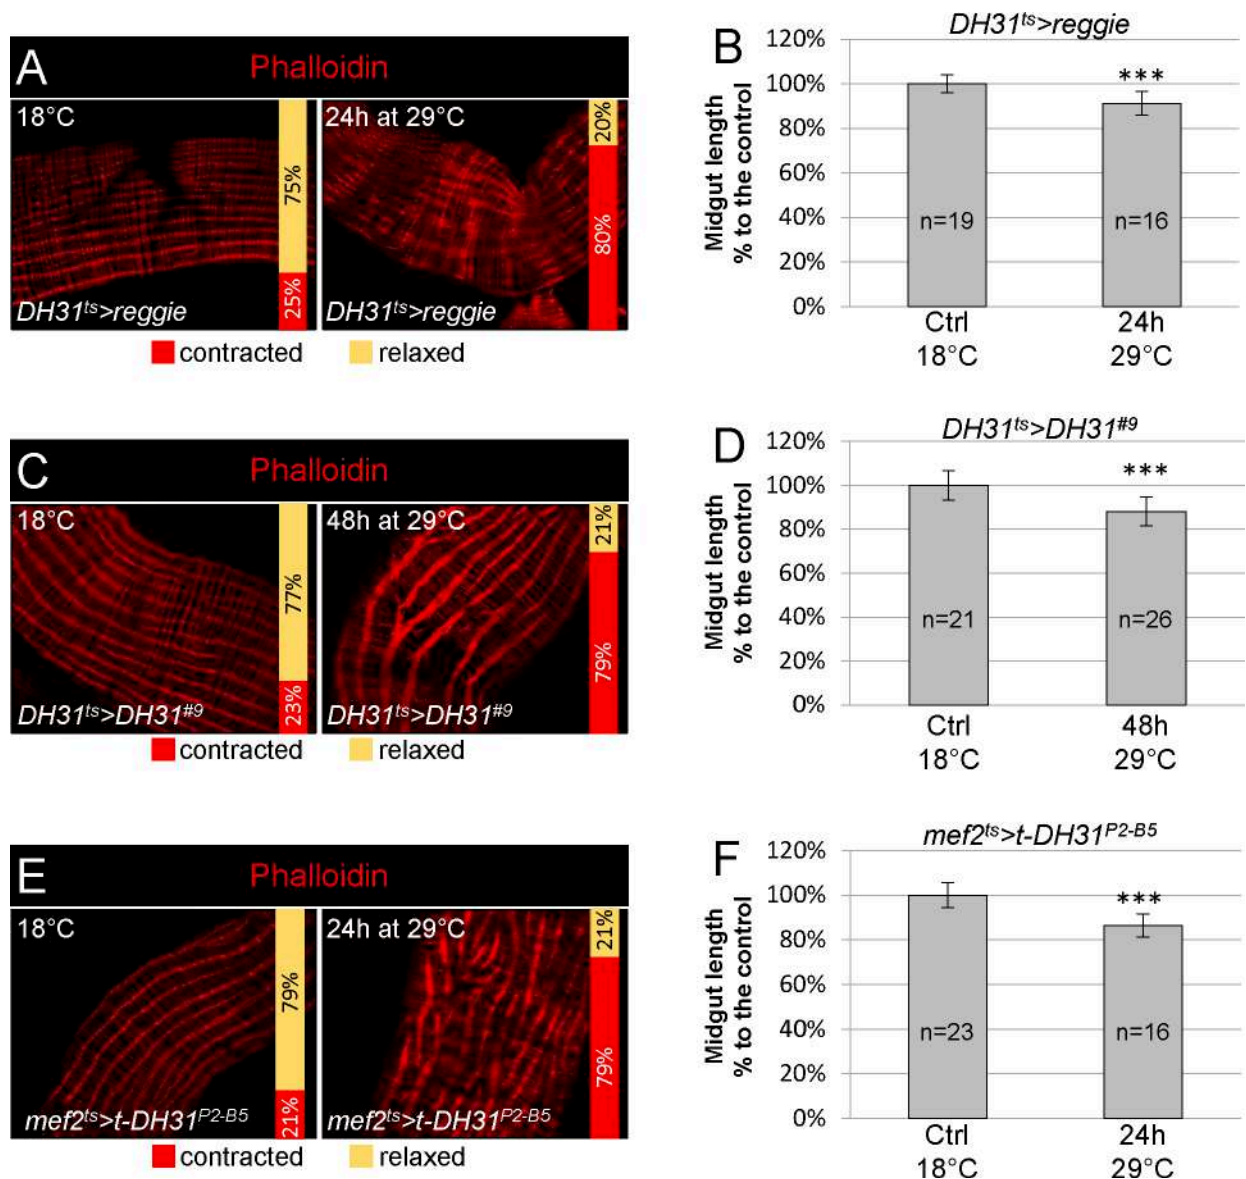 A
Phalloidin
18°C
24h at 29°C
75%
25%
20%
80%
DH31ts>reggie
DH31ts>reggie
contracted
relaxed
B
DH31ts>reggie
Midgut length
% to the control
120%
100%
80%
60%
40%
20%
0%
***
n=19
n=16
Ctrl
18°C
24h
29°C
C
Phalloidin
18°C
48h at 29°C
77%
23%
21%
79%
DH31ts>DH31#9
DH31ts>DH31#9
contracted
relaxed
D
DH31ts>DH31#9
Midgut length
% to the control
120%
100%
80%
60%
40%
20%
0%
***
n=21
n=26
Ctrl
18°C
48h
29°C
E
Phalloidin
18°C
24h at 29°C
79%
21%
21%
79%
mef2ts>t-DH31P2-B5
mef2ts>t-DH31P2-B5
contracted
relaxed
F
mef2ts>t-DH31P2-B5
Midgut length
% to the control
120%
100%
80%
60%
40%
20%
0%
***
n=23
n=16
Ctrl
18°C
24h
29°C